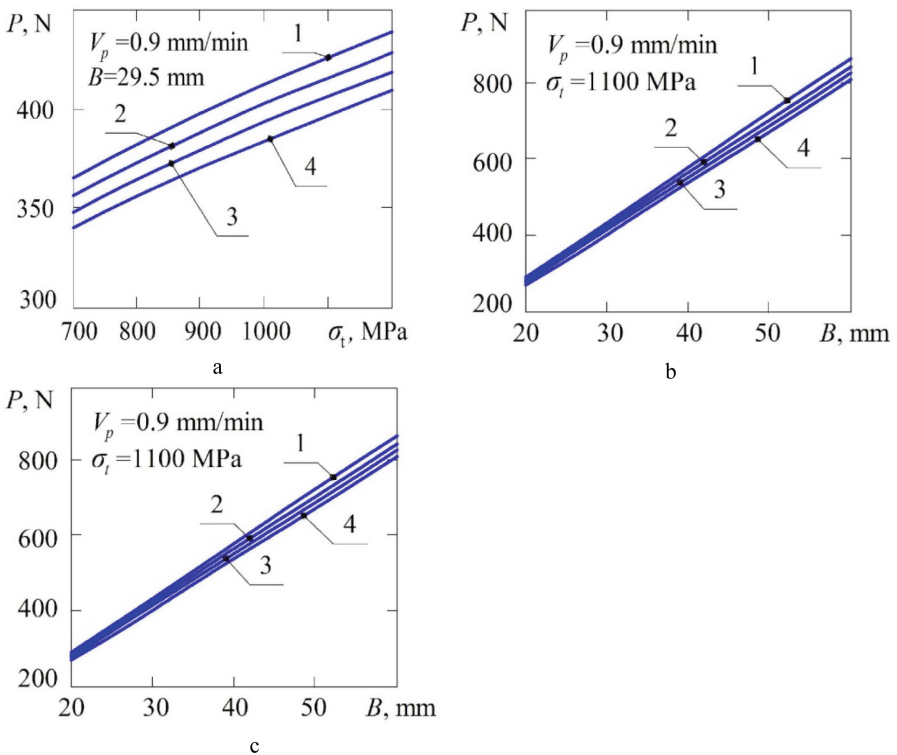 P, N
V_p =0.9 mm/min
B=29.5 mm
1
2
3
4
400
350
300
700 800 900 1000 σ_t, MPa
a
P, N
V_p =0.9 mm/min
σ_t =1100 MPa
1
2
3
4
800
600
400
200
20 30 40 50 B, mm
b
P, N
V_p =0.9 mm/min
σ_t =1100 MPa
1
2
3
4
800
600
400
200
20 30 40 50 B, mm
c